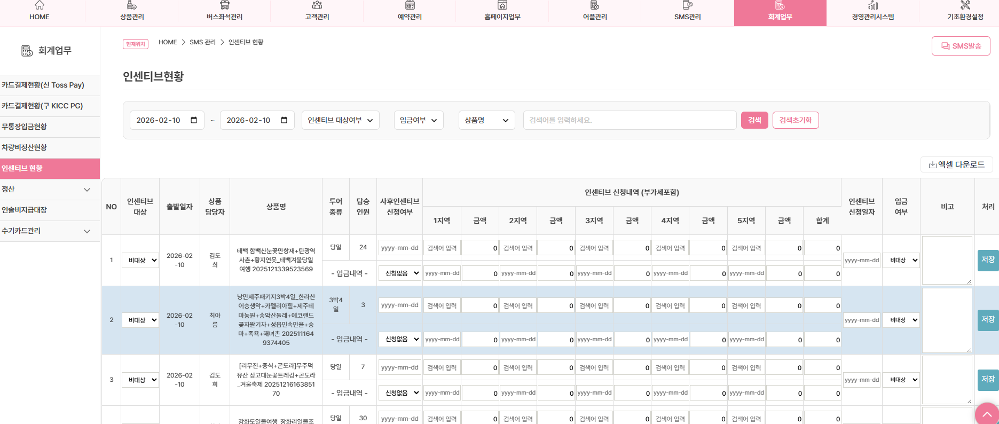 HOME 상품관리 버스좌석관리 고객관리 예약관리 홈페이지업무 어플관리 SMS관리 회계업무 경영관리시스템 기초환경설정
회계업무
카드결제현황(신 Toss Pay)
카드결제현황(구 KICC PG)
무통장입금현황
차량비정산현황
인센티브 현황
정산
인솔비지급대장
수기카드관리
현재위치 HOME > SMS 관리 > 인센티브 현황
SMS발송
인센티브현황
2026-02-10 ~ 2026-02-10 인센티브 대상여부 입금여부 상품명 검색어를 입력하세요. 검색 검색초기화
엑셀 다운로드
NO 인센티브 대상 출발일자 상품 담당자 상품명 투어 종류 탑승 인원 사후인센티브 신청여부 인센티브 신청내역 (부가세포함) 인센티브 신청일자 입금 여부 비고 처리
1지역 금액 2지역 금액 3지역 금액 4지역 금액 5지역 금액 합계
1 비대상 2026-02-10 김도희
태백 함백산눈꽃만항재+탄광역
사촌+황지연못_태백겨울당일
여행 2025121339523569
당일 24 yyyy-mm-dd 검색어 입력 0 검색어 입력 0 검색어 입력 0 검색어 입력 0 검색어 입력 0 0
- 입금내역 - 신청없음 yyyy-mm-dd 0 yyyy-mm-dd 0 yyyy-mm-dd 0 yyyy-mm-dd 0 yyyy-mm-dd 0 0
yyyy-mm-dd 비대상 저장
2 비대상 2026-02-10 최아름
낭만제주패키지3박4일_한라산
어승생악+카멜리아힐+제주테
마농원+송악산둘레+에코랜드
곶자왈기차+성읍민속만을+승
마+족욕+해녀촌 202511164
9374405
3박4일 3 yyyy-mm-dd 검색어 입력 0 검색어 입력 0 검색어 입력 0 검색어 입력 0 검색어 입력 0 0
- 입금내역 - 신청없음 yyyy-mm-dd 0 yyyy-mm-dd 0 yyyy-mm-dd 0 yyyy-mm-dd 0 yyyy-mm-dd 0 0
yyyy-mm-dd 비대상 저장
3 비대상 2026-02-10 김도희
[리무진+중식+곤도라]무주덕
유산 상고대눈꽃트레킹+곤도라
_겨울축제 20251216163851
70
당일 7 yyyy-mm-dd 검색어 입력 0 검색어 입력 0 검색어 입력 0 검색어 입력 0 검색어 입력 0 0
- 입금내역 - 신청없음 yyyy-mm-dd 0 yyyy-mm-dd 0 yyyy-mm-dd 0 yyyy-mm-dd 0 yyyy-mm-dd 0 0
yyyy-mm-dd 비대상 저장
강화도일몰여행_장화리일몰조
당일 30 yyyy-mm-dd 검색어 입력 0 검색어 입력 0 검색어 입력 0 검색어 입력 0 검색어 입력 0 0